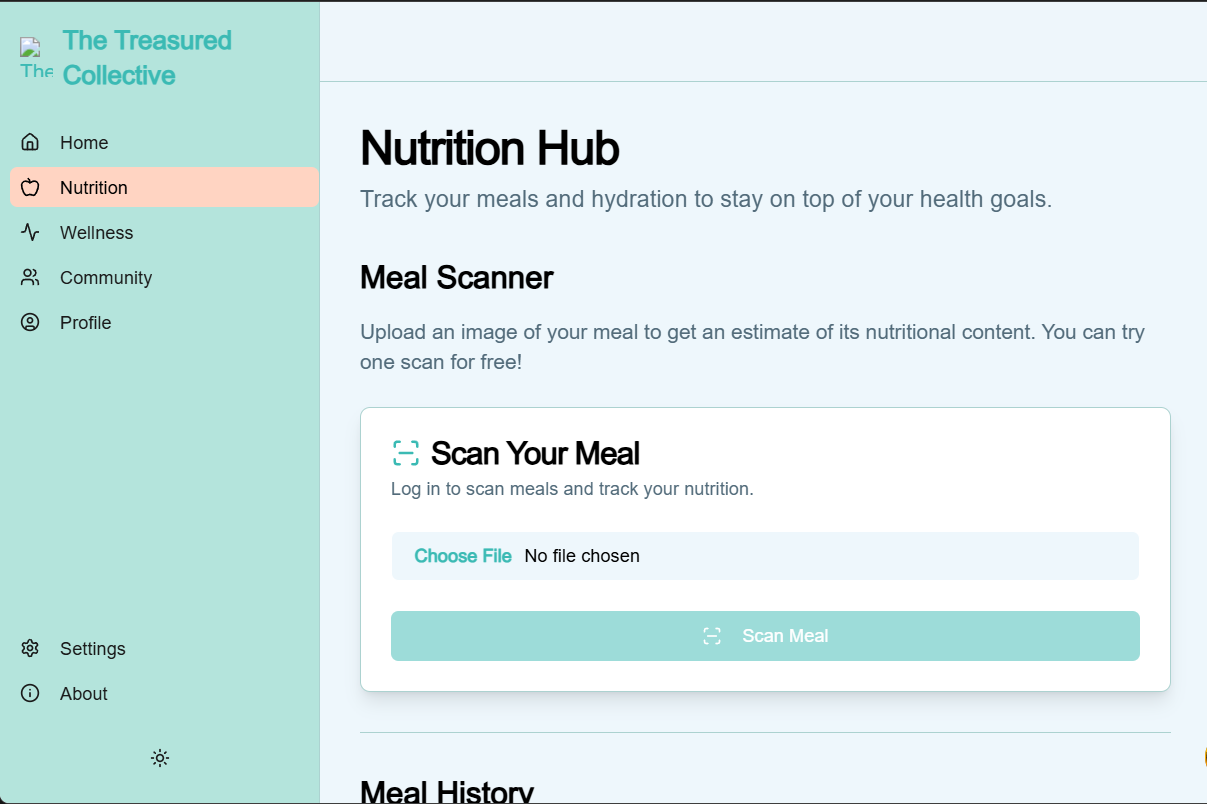 The Treasured
Collective
The
Home
Nutrition
Wellness
Community
Profile
Settings
About
Nutrition Hub
Track your meals and hydration to stay on top of your health goals.
Meal Scanner
Upload an image of your meal to get an estimate of its nutritional content. You can try
one scan for free!
Scan Your Meal
Log in to scan meals and track your nutrition.
Choose File No file chosen
Scan Meal
Meal History